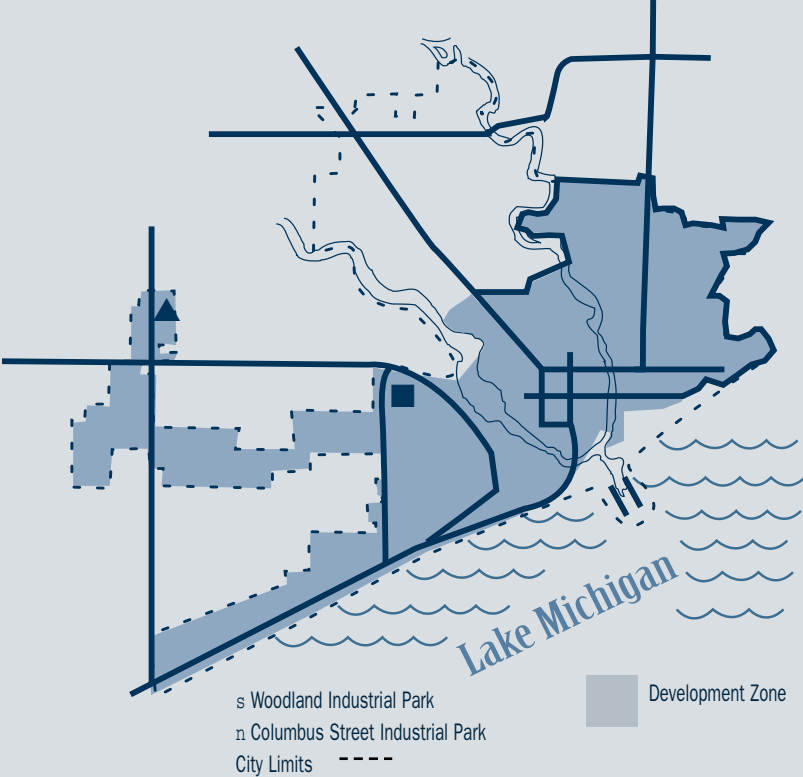 Lake Michigan
s Woodland Industrial Park
Development Zone
n Columbus Street Industrial Park
City Limits